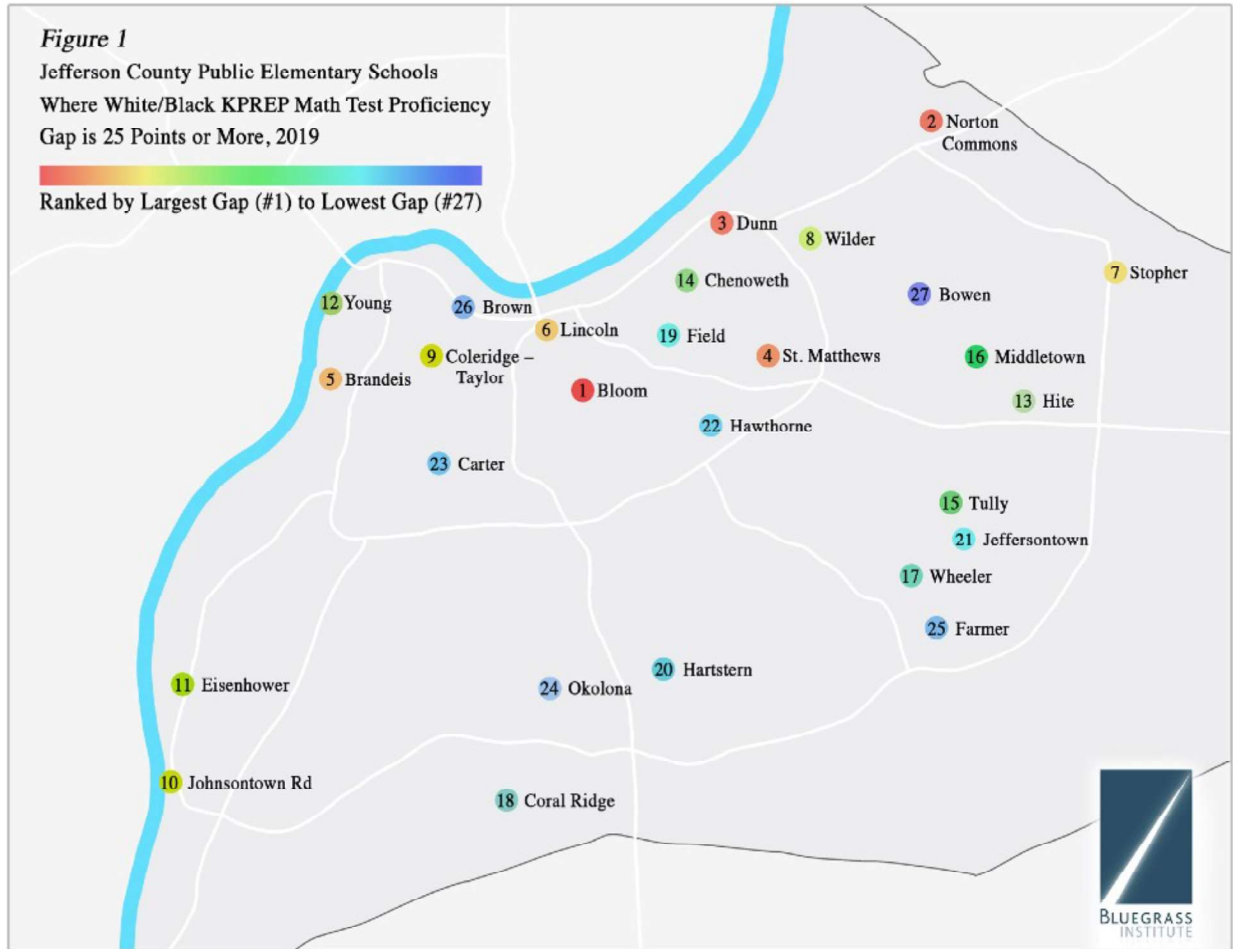 Figure 1
Jefferson County Public Elementary Schools
Where White/Black KPREP Math Test Proficiency
Gap is 25 Points or More, 2019
Ranked by Largest Gap (#1) to Lowest Gap (#27)
2 Norton
Commons
3 Dunn
8 Wilder
7 Stopher
14 Chenoweth
27 Bowen
12 Young
26 Brown
6 Lincoln
19 Field
9 Coleridge –
Taylor
4 St. Matthews
16 Middletown
5 Brandeis
1 Bloom
13 Hite
22 Hawthorne
23 Carter
15 Tully
21 Jeffersontown
17 Wheeler
25 Farmer
20 Hartstern
11 Eisenhower
24 Okolona
10 Johnsontown Rd
18 Coral Ridge
BLUEGRASS
INSTITUTE